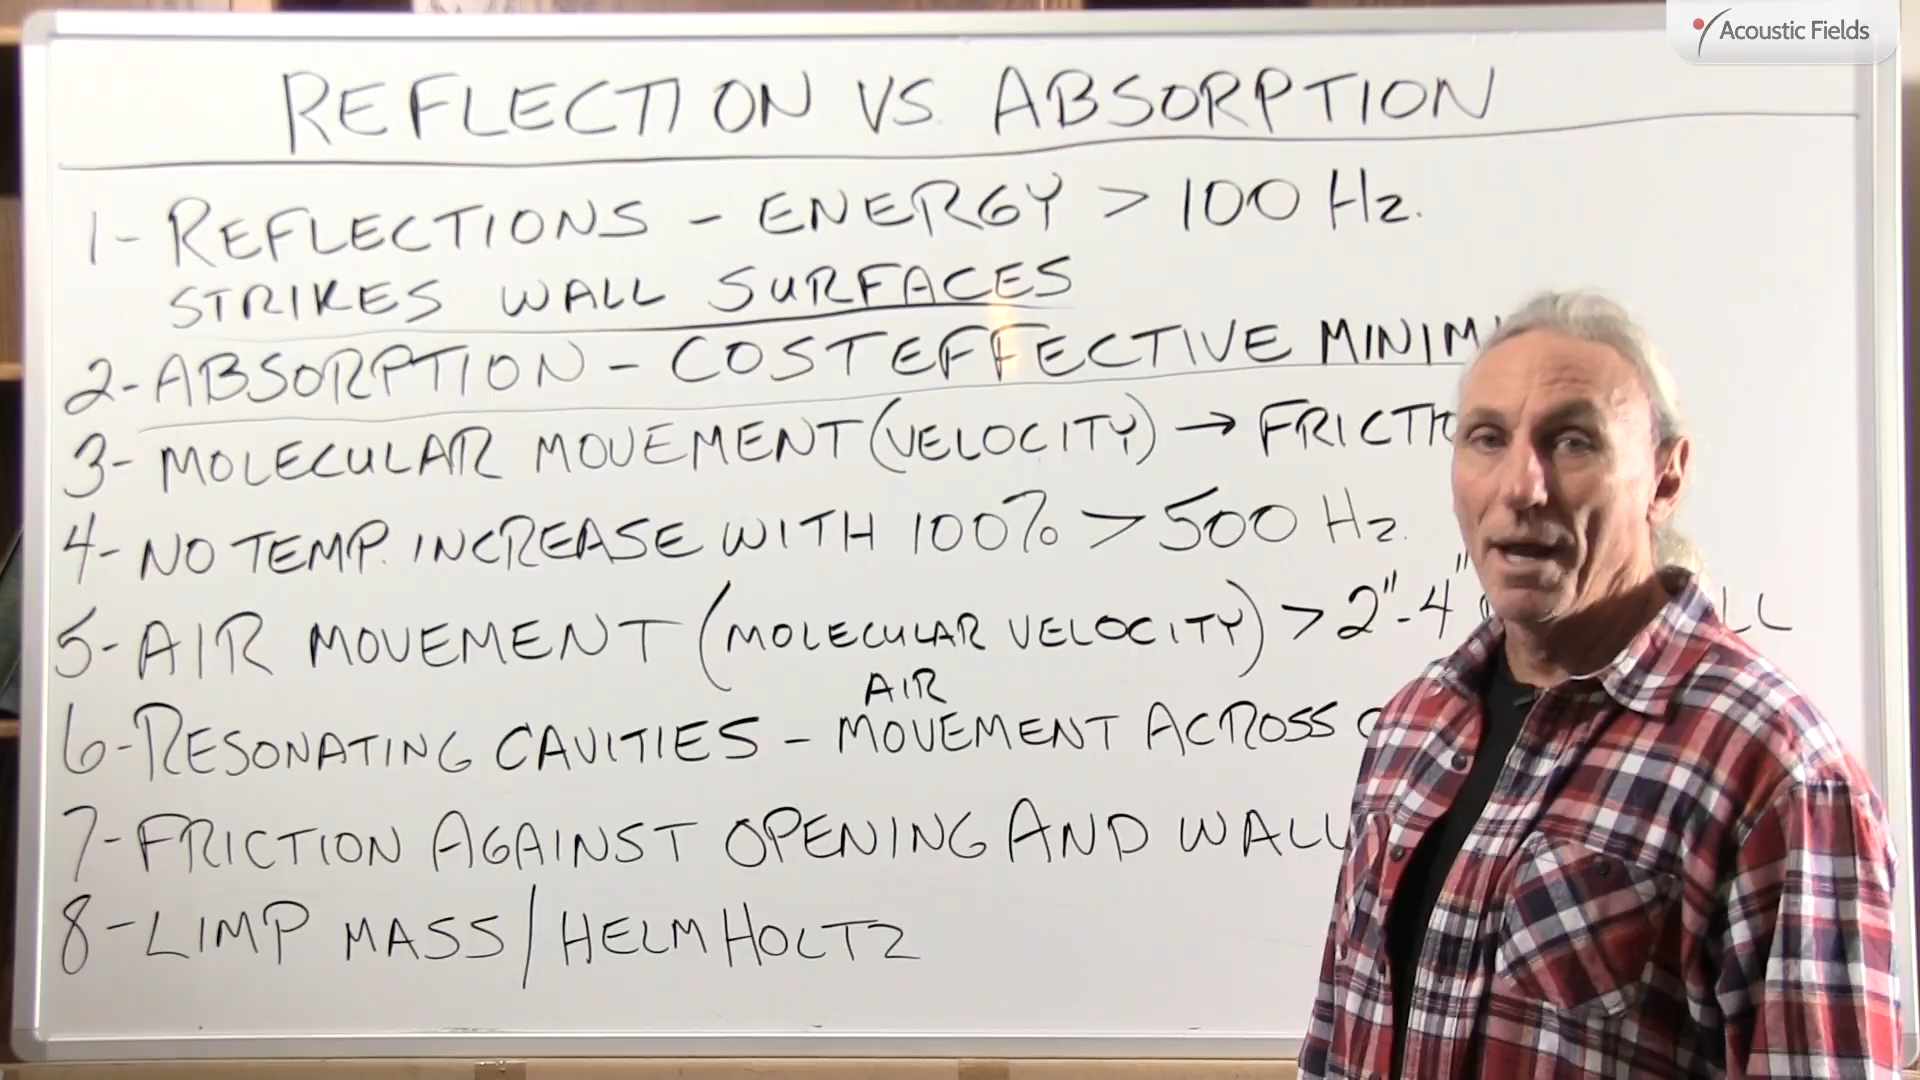 Acoustic Fields
REFLECTION VS. ABSORPTION
1- REFLECTIONS - ENERGY > 100 Hz.
STRIKES WALL SURFACES
2- ABSORPTION - COST EFFECTIVE
3- MOLECULAR MOVEMENT (VELOCITY) →
4- NO TEMP. INCREASE WITH 100% > 500 Hz.
5- AIR MOVEMENT (MOLECULAR VELOCITY) > 2"-4"
AIR
6- RESONATING CAVITIES - MOVEMENT ACROSS
7- FRICTION AGAINST OPENING AND
8- LIMP MASS/HELMHOLTZ